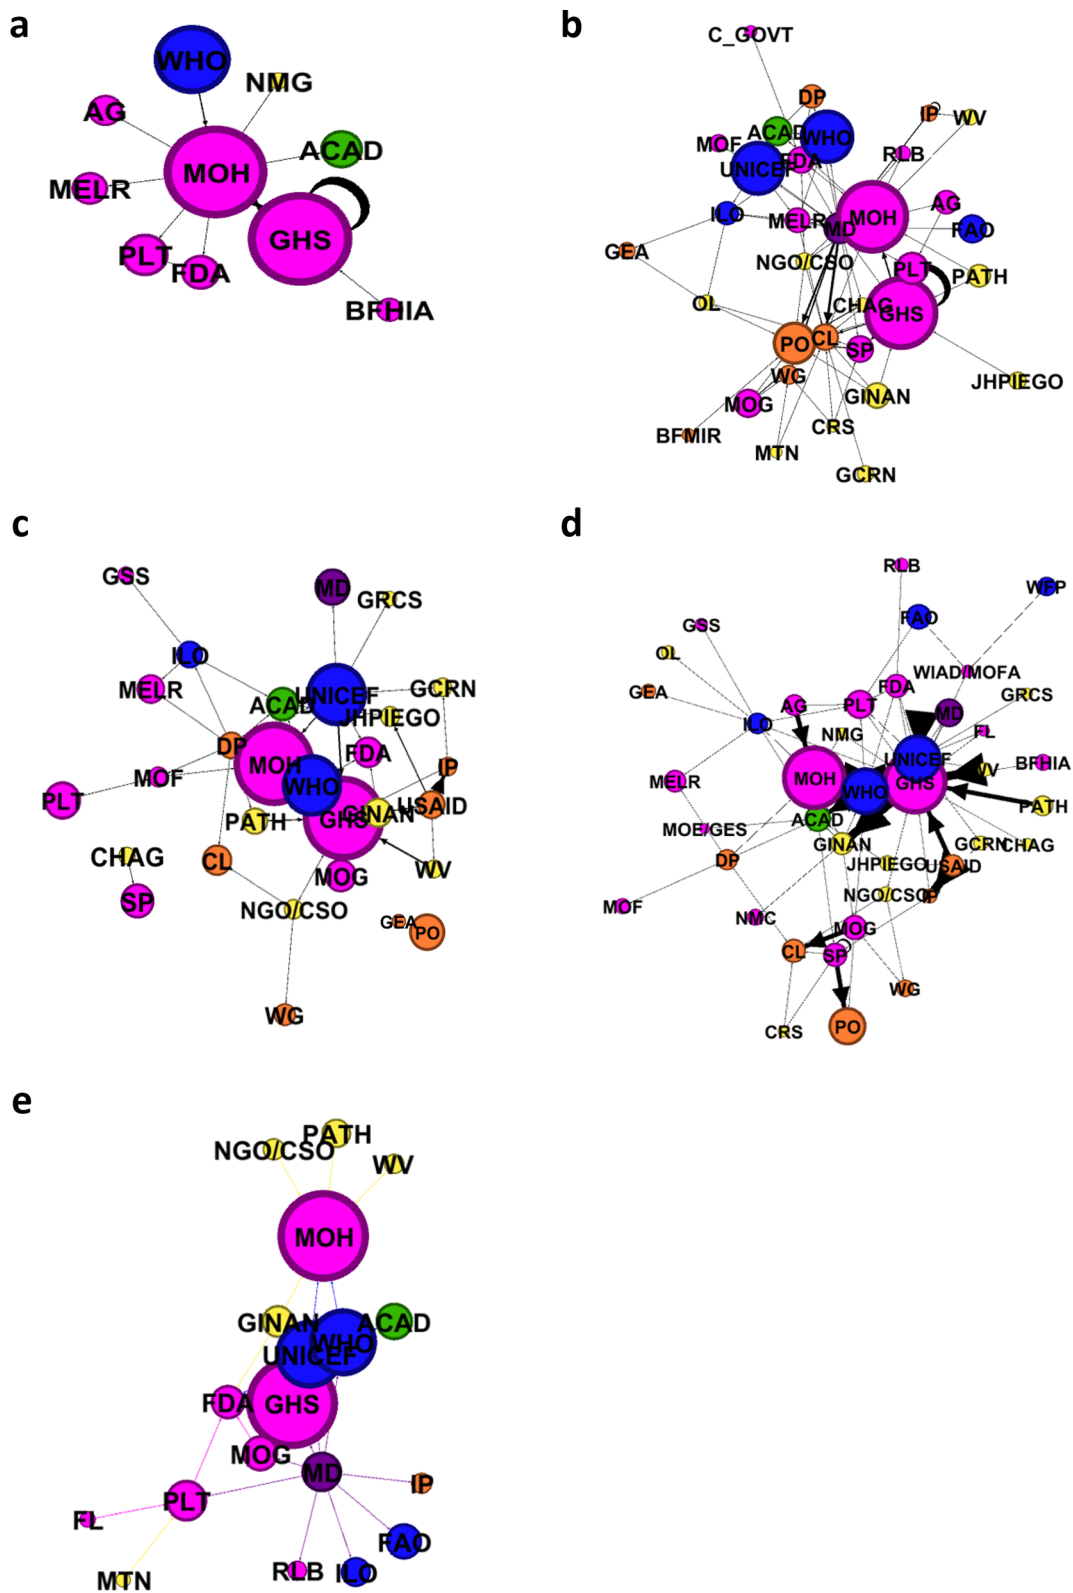 a
WHO
NMG
AG
ACAD
MOH
MELR
GHS
PLT
FDA
BFHIA
b
C_GOVT
DP
IP
WV
ACAD
WHO
MOF
FDA
RLB
UNICEF
AG
ILO
MELR
MOH
MD
FAO
GEA
NGO/CSO
PLT
PATH
OL
CHAG
GHS
PO
CL
SP
WG
JHPIEGO
MOG
GINAN
BFMIR
CRS
MTN
GCRN
c
GSS
MD
GRCS
ILO
MELR
UNICEF
GCRN
ACAD
JHPIEGO
DP
FDA
MOH
IP
MOF
WHO
PLT
USAID
GINAN
PATH
GHS
CHAG
CL
WV
MOG
SP
NGO/CSO
GEA
PO
WG
d
RLB
WFP
FAO
GSS
OL
WIAD/MOFA
FDA
GEA
GRCS
AG
PLT
MD
ILO
NMG
FL
UNICEF
BFHIA
MOH
WV
MELR
GHS
WHO
PATH
ACAD
MOE/GES
GINAN
GCRN
CHAG
DP
JHPIEGO
USAID
NGO/CSO
IP
MOF
NMC
MOG
CL
SP
WG
PO
CRS
e
PATH
NGO/CSO
WV
MOH
GINAN
ACAD
WHO
UNICEF
FDA
GHS
MOG
MD
IP
PLT
FL
FAO
RLB
ILO
MTN